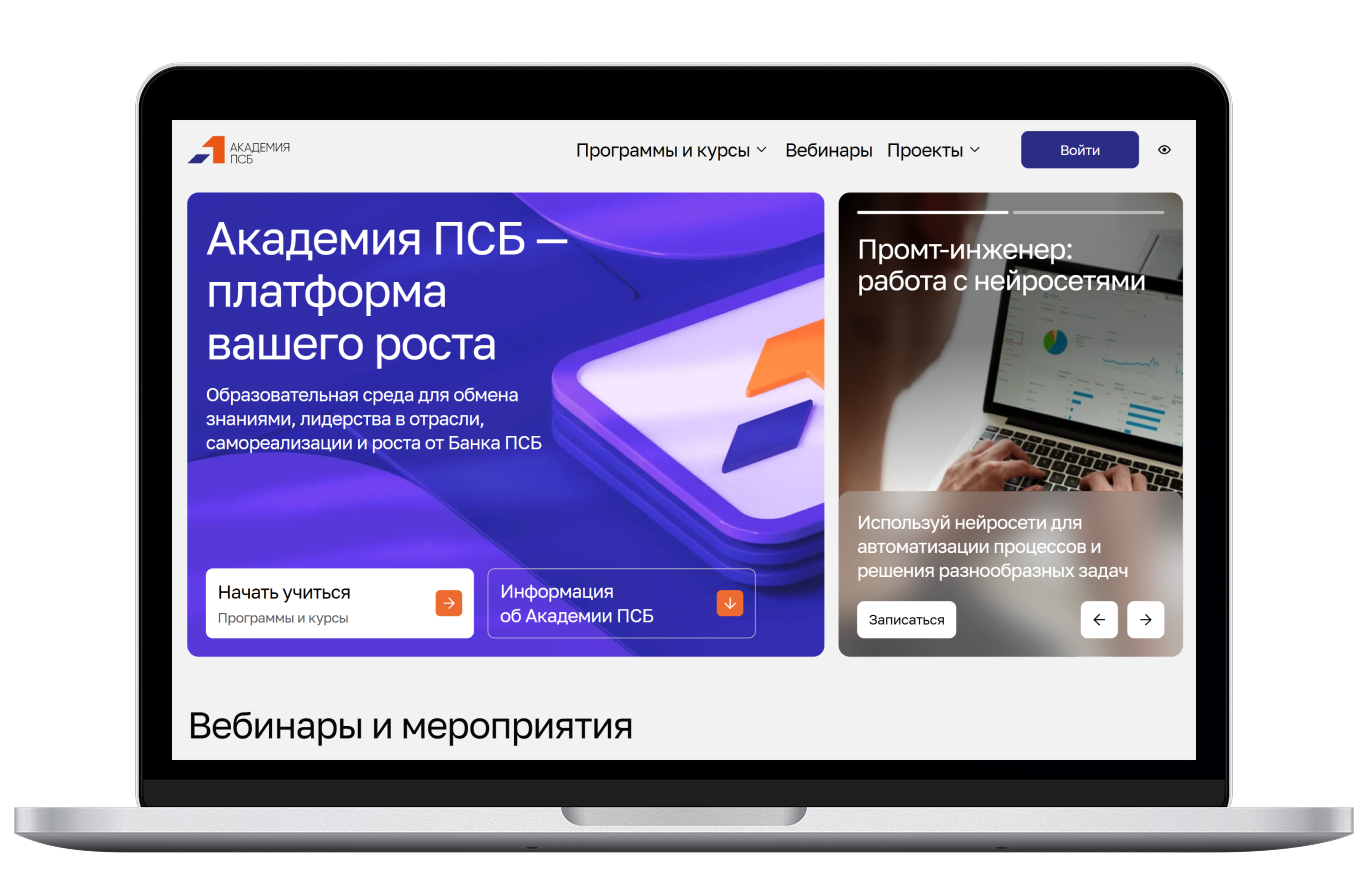 АКАДЕМИЯ
ПСБ
Программы и курсы
Вебинары
Проекты
Войти
Академия ПСБ —
платформа
вашего роста
Образовательная среда для обмена
знаниями, лидерства в отрасли,
самореализации и роста от Банка ПСБ
Начать учиться
Программы и курсы
Информация
об Академии ПСБ
Промт-инженер:
работа с нейросетями
Используй нейросети для
автоматизации процессов и
решения разнообразных задач
Записаться
Вебинары и мероприятия